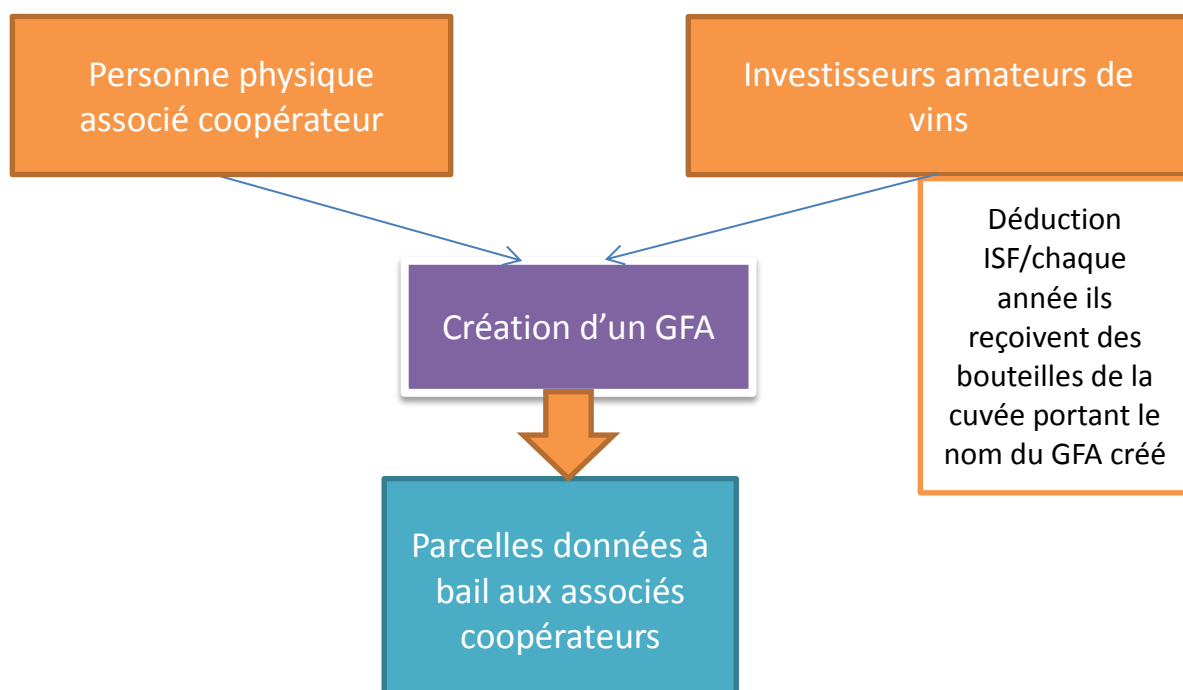 Personne physique
associé coopérateur
Investisseurs amateurs de
vins
Déduction
ISF/chaque
année ils
reçoivent des
bouteilles de la
cuvée portant le
nom du GFA créé
Création d’un GFA
Parcelles données à
bail aux associés
coopérateurs